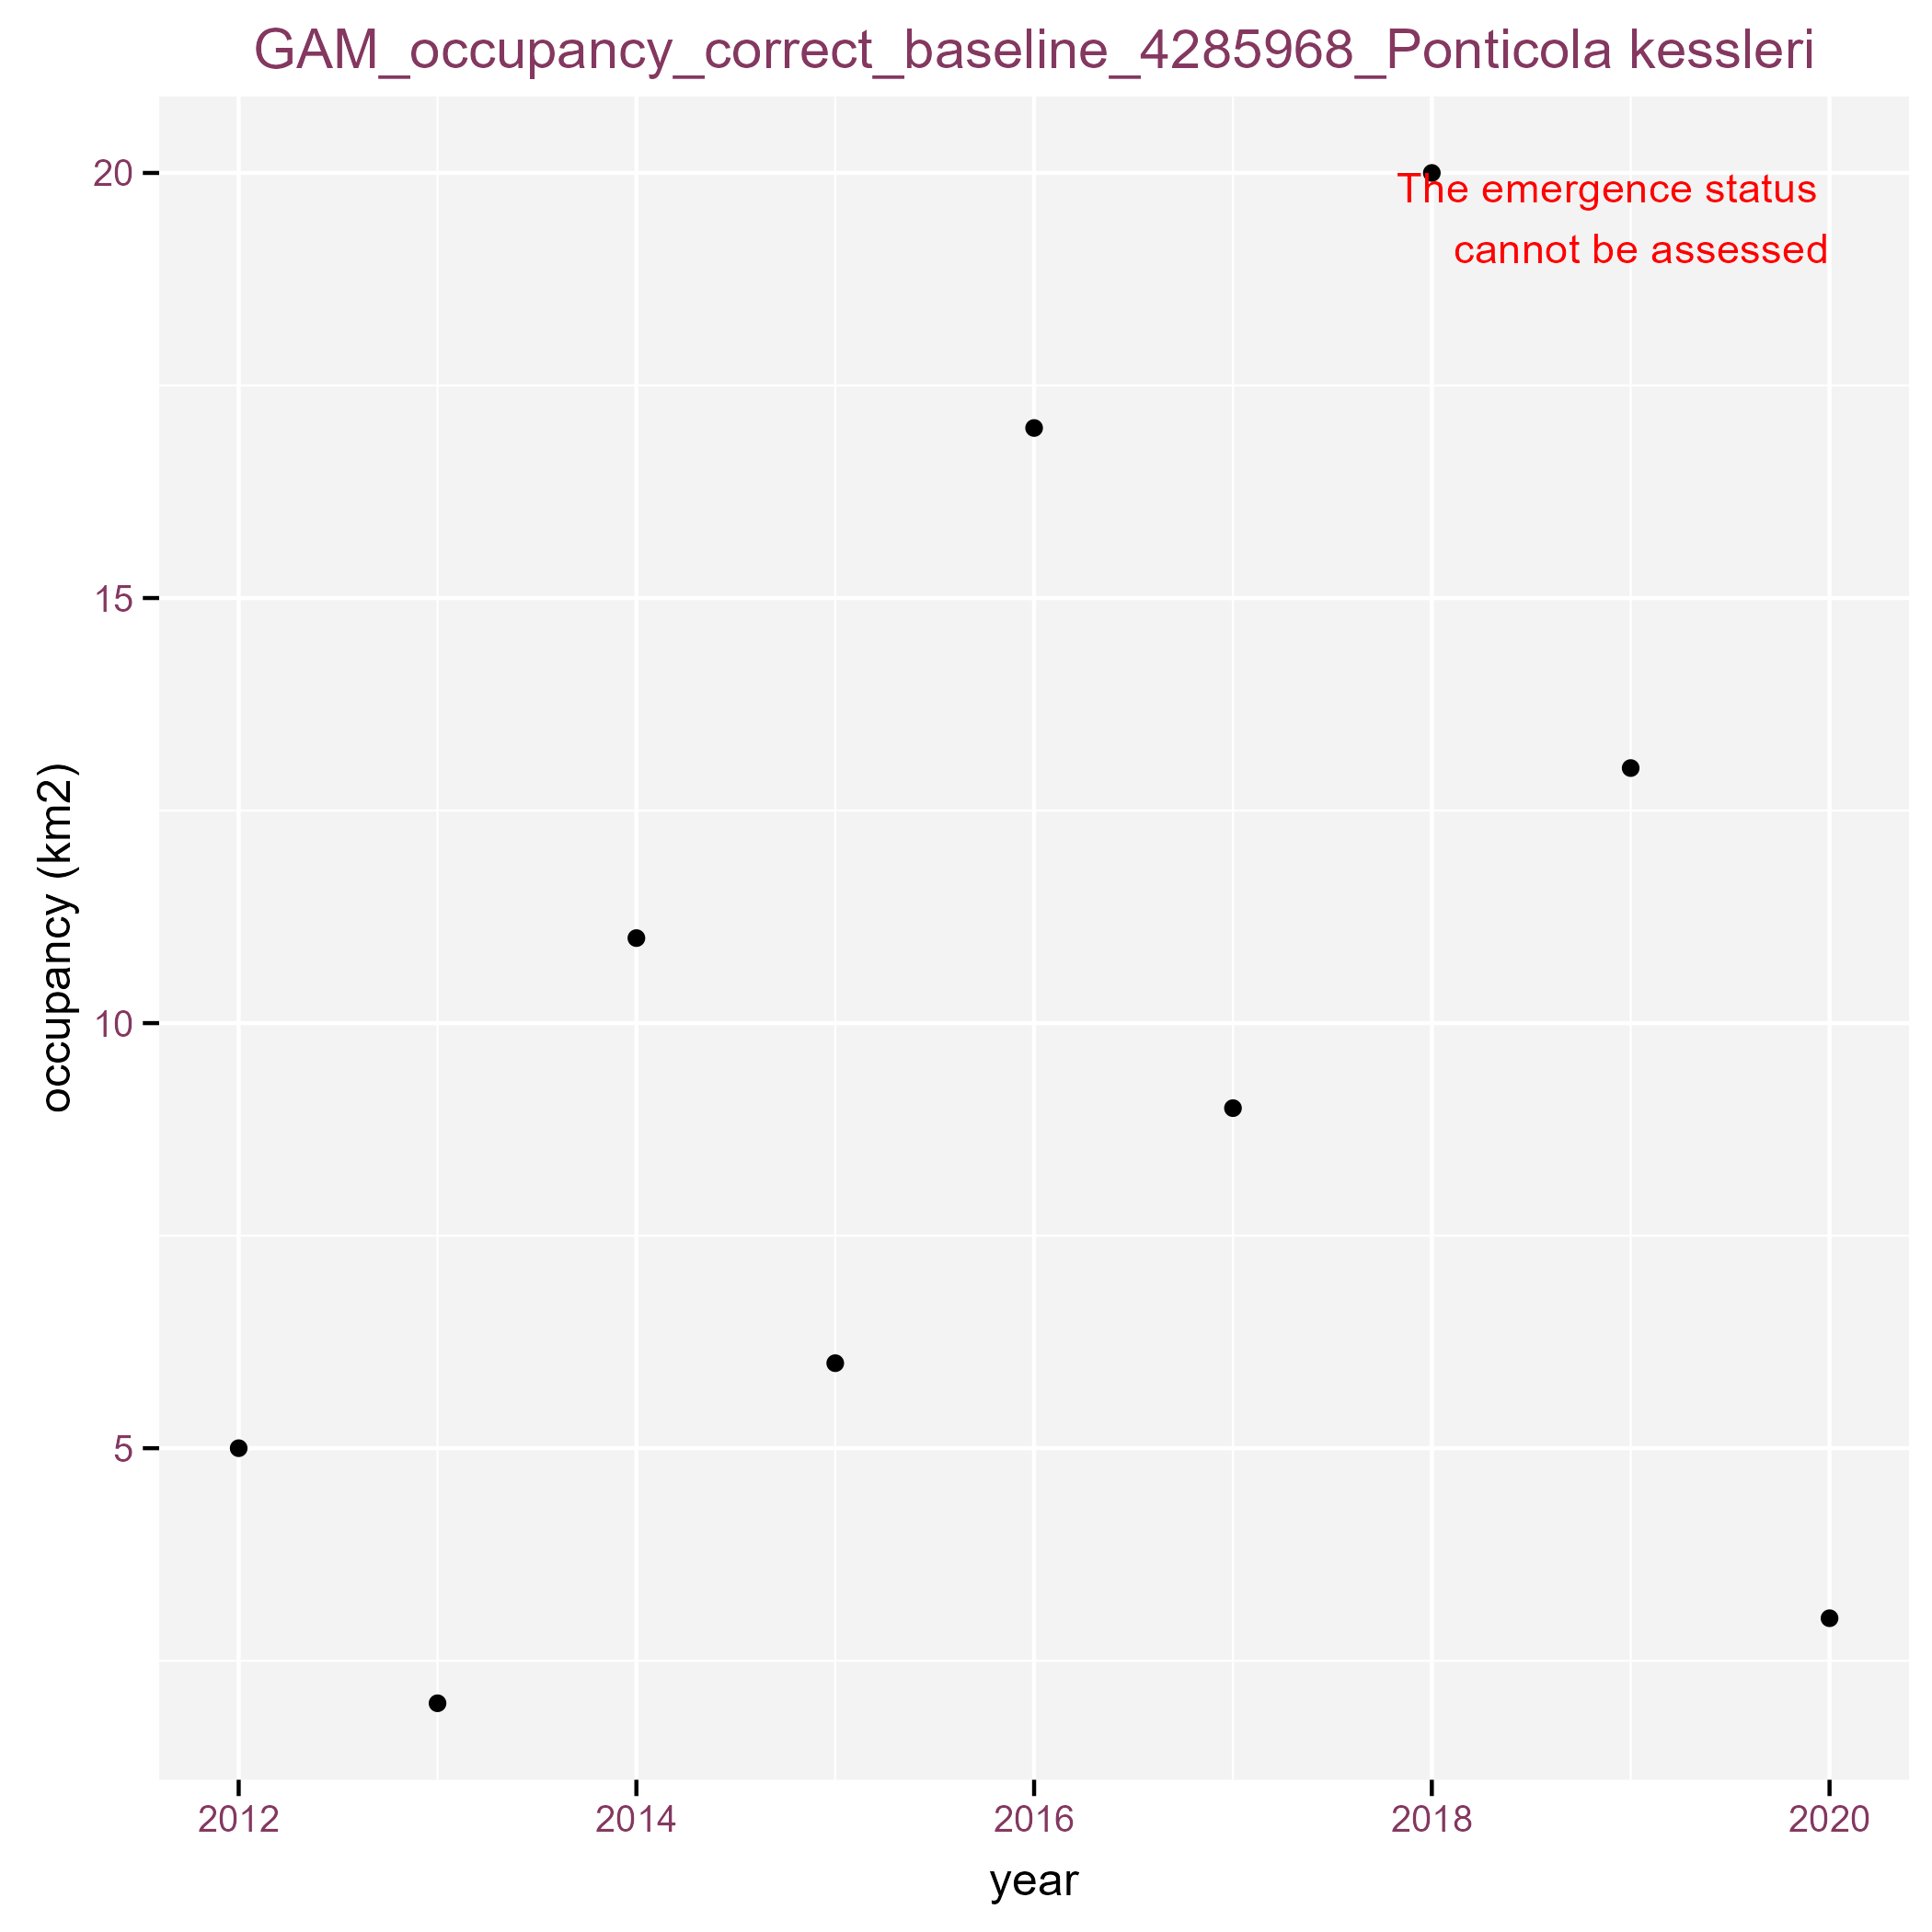 GAM_occupancy_correct_baseline_4285968_Ponticola kessleri
20
The emergence status
cannot be assessed
15
10
5
occupancy (km2)
2012 2014 2016 2018 2020
year